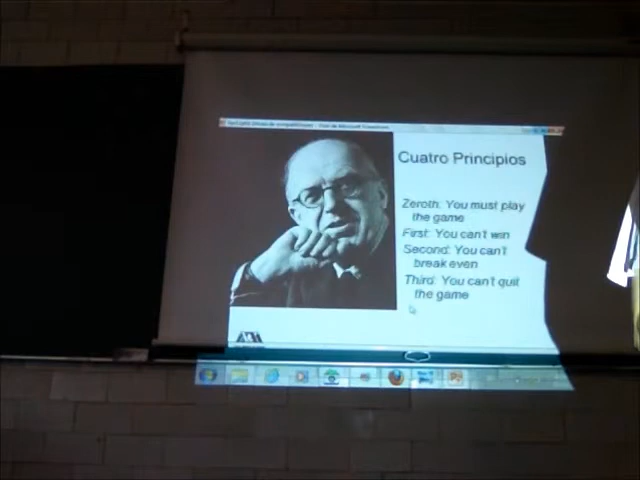 Cuatro Principios
Zeroth: You must play
the game
First: You can't win
Second: You can't
break even
Third: You can't quit
the game